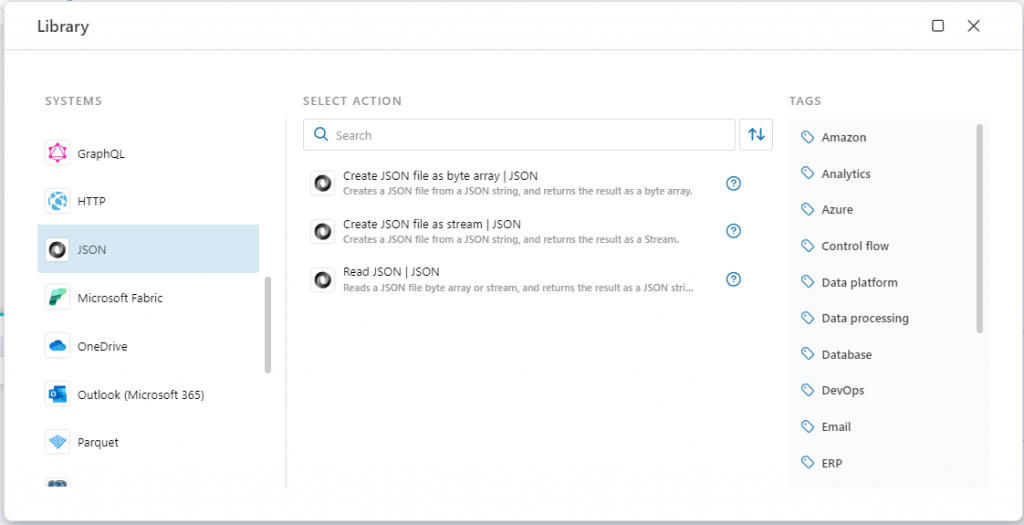 Library
SYSTEMS
GraphQL
HTTP
JSON
Microsoft Fabric
OneDrive
Outlook (Microsoft 365)
Parquet
SELECT ACTION
Search
Create JSON file as byte array | JSON
Creates a JSON file from a JSON string, and returns the result as a byte array.
Create JSON file as stream | JSON
Creates a JSON file from a JSON string, and returns the result as a Stream.
Read JSON | JSON
Reads a JSON file byte array or stream, and returns the result as a JSON stri...
TAGS
Amazon
Analytics
Azure
Control flow
Data platform
Data processing
Database
DevOps
Email
ERP